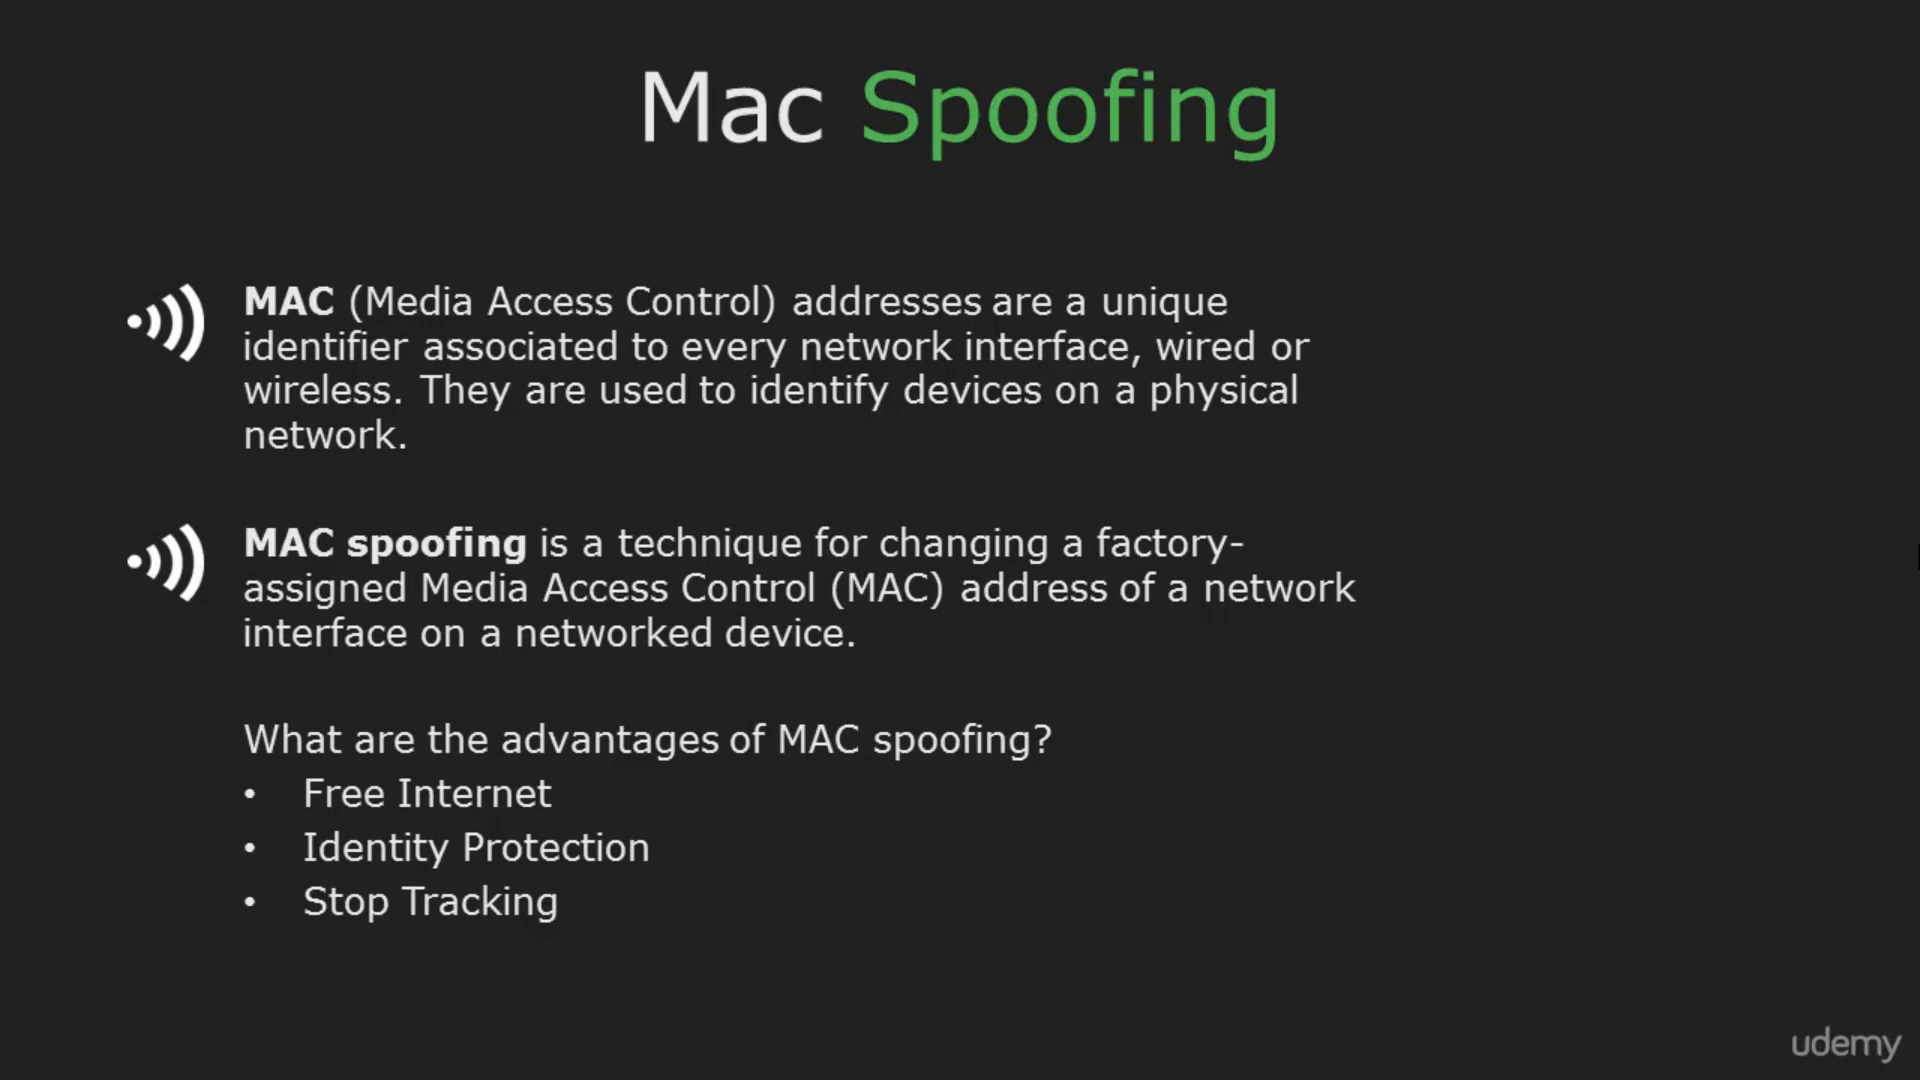 Mac Spoofing
MAC (Media Access Control) addresses are a unique
identifier associated to every network interface, wired or
wireless. They are used to identify devices on a physical
network.
MAC spoofing is a technique for changing a factory-
assigned Media Access Control (MAC) address of a network
interface on a networked device.
What are the advantages of MAC spoofing?
• Free Internet
• Identity Protection
• Stop Tracking
udemy